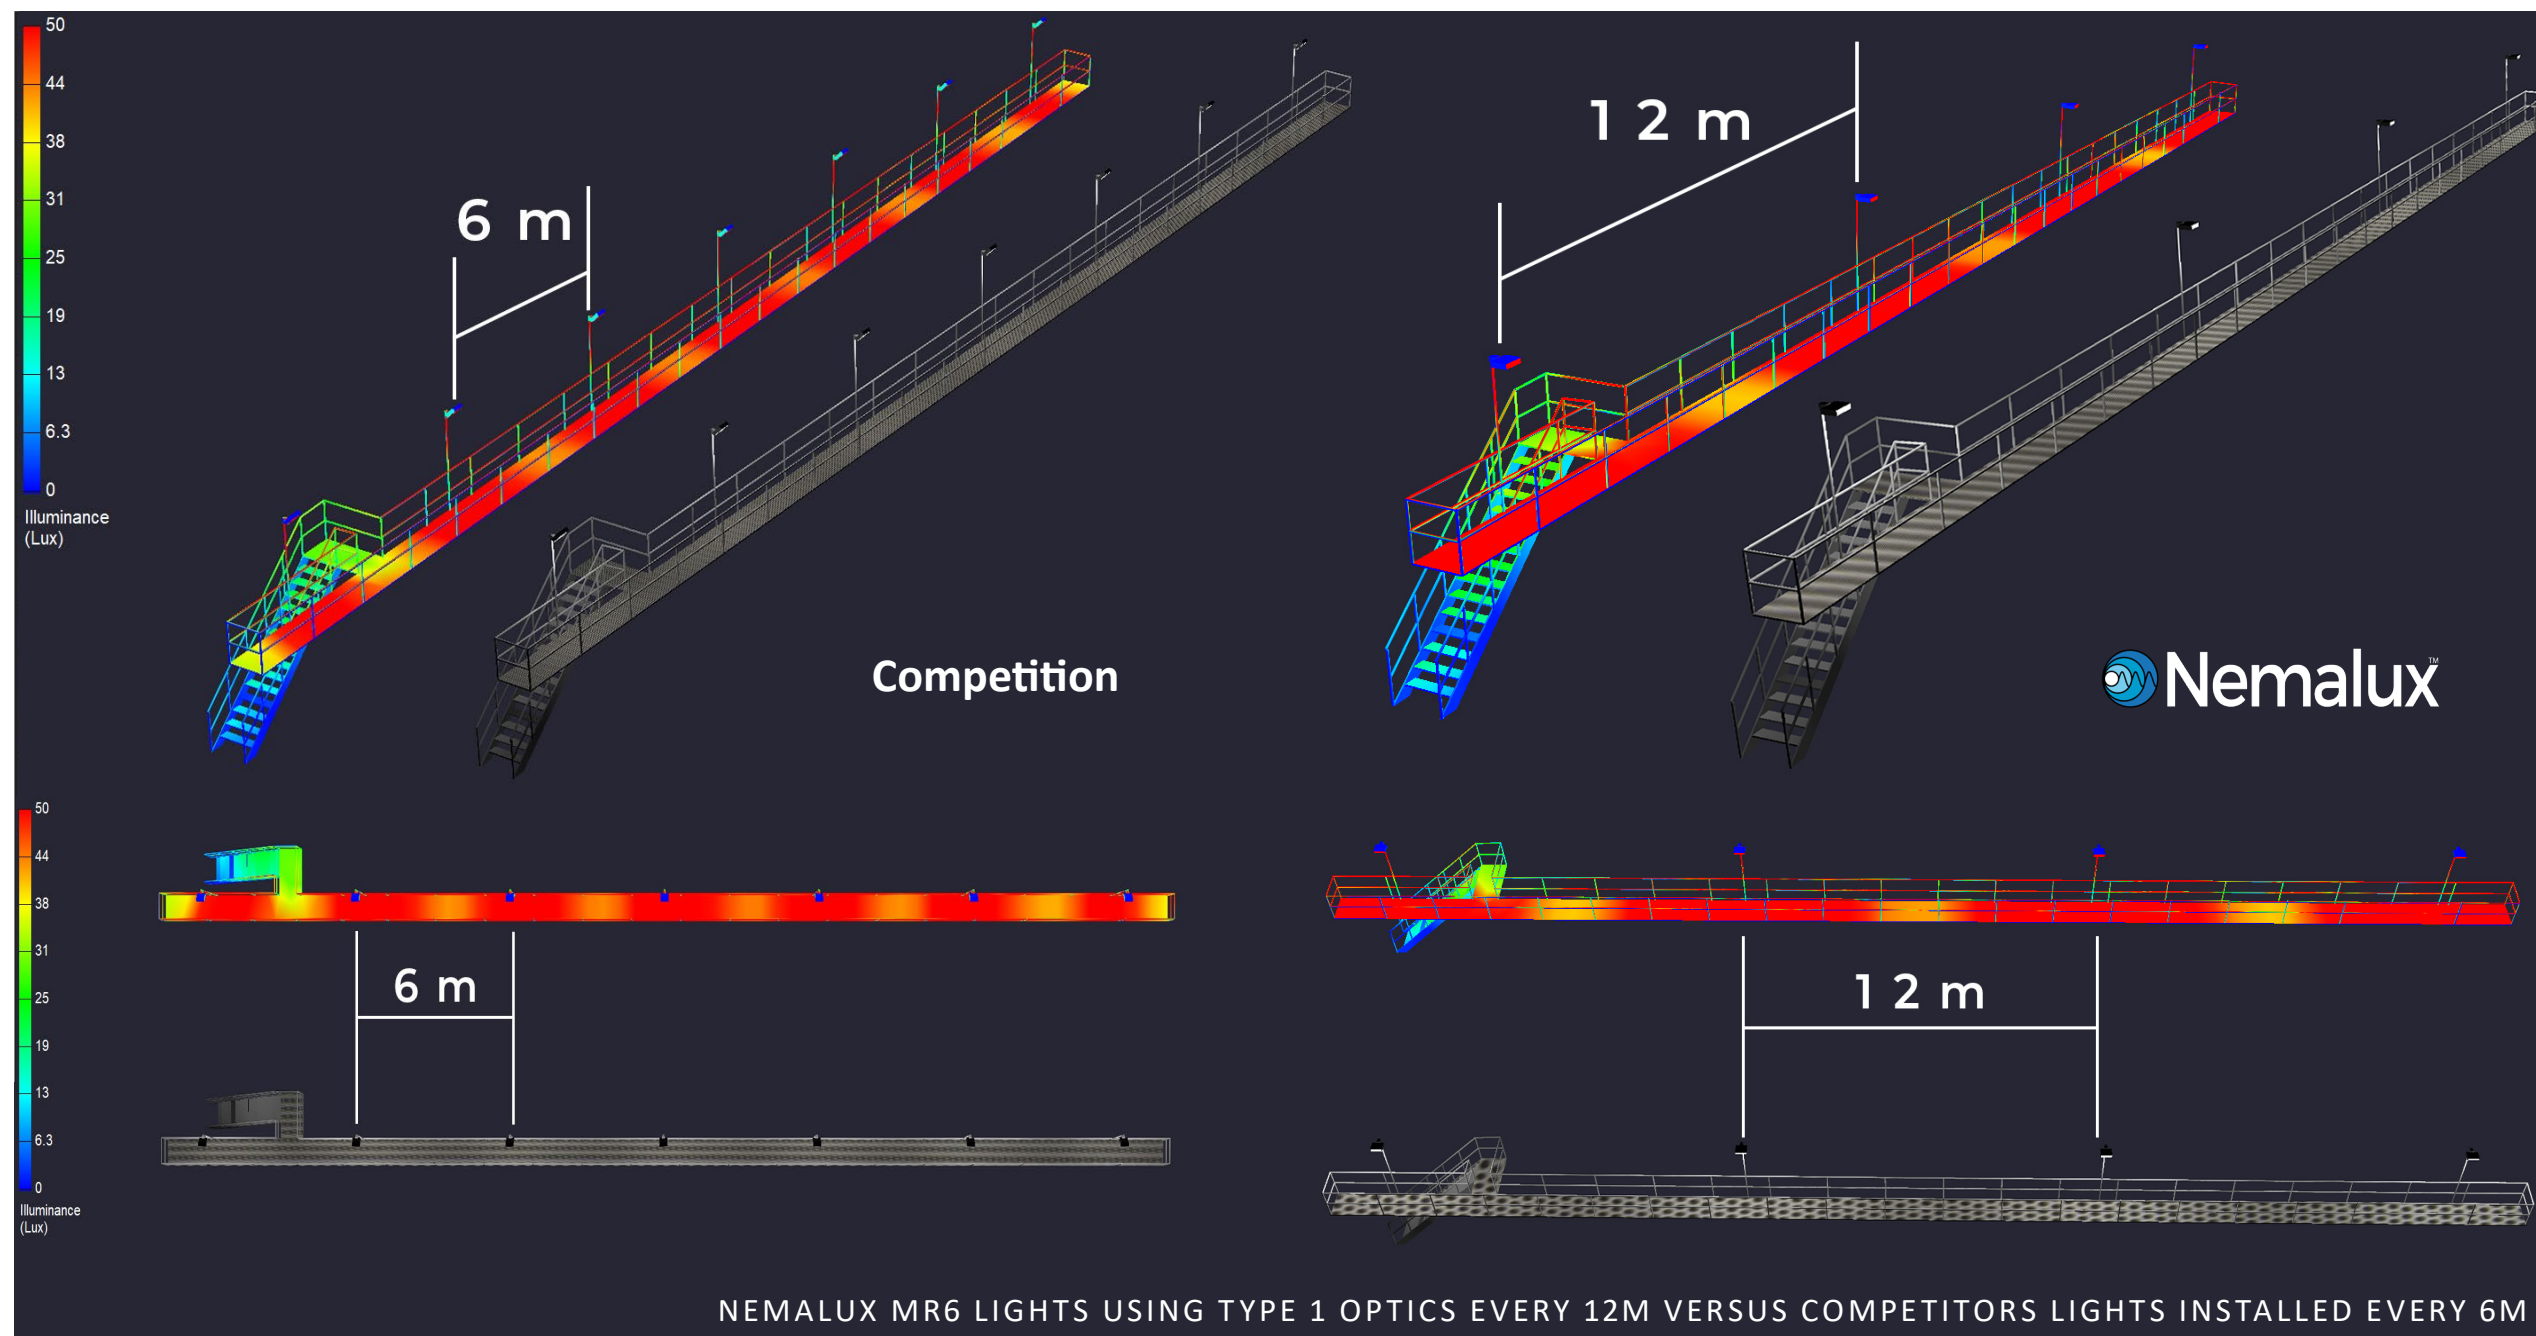 50
44
38
31
25
19
13
6.3
0
Illuminance
(Lux)
6 m
12 m
Competition
Nemalux™
50
44
38
31
25
19
13
6.3
0
Illuminance
(Lux)
6 m
12 m
NEMALUX MR6 LIGHTS USING TYPE 1 OPTICS EVERY 12M VERSUS COMPETITORS LIGHTS INSTALLED EVERY 6M